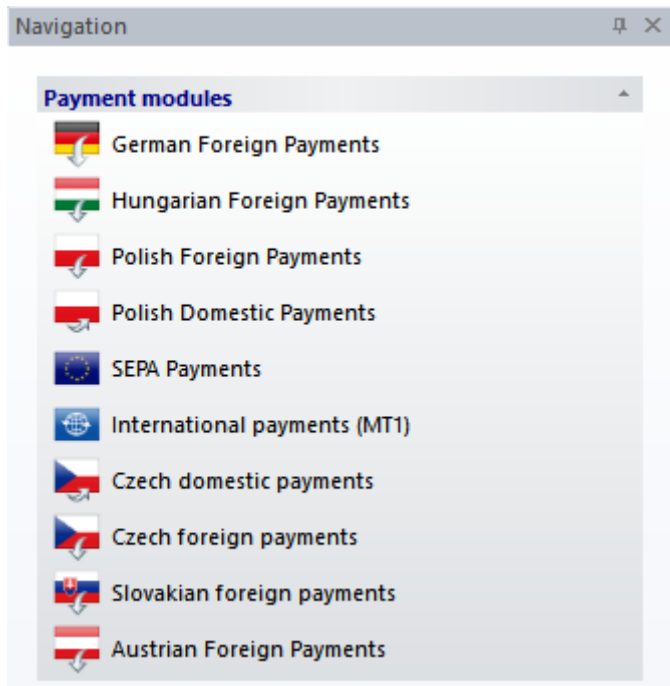 Navigation
Payment modules
German Foreign Payments
Hungarian Foreign Payments
Polish Foreign Payments
Polish Domestic Payments
SEPA Payments
International payments (MT1)
Czech domestic payments
Czech foreign payments
Slovakian foreign payments
Austrian Foreign Payments